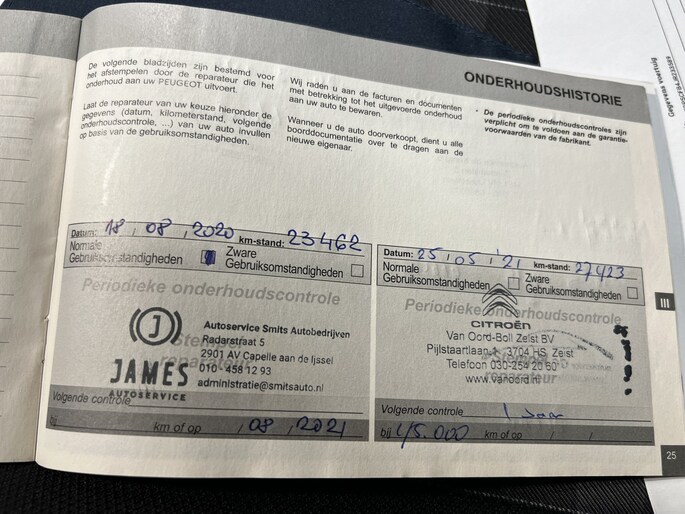 ONDERHOUDSHISTORIE
De volgende bladzijden zijn bestemd voor
het afstempelen door de reparateur die het
onderhoud aan uw PEUGEOT uitvoert.
Laat de reparateur van uw keuze hieronder de
gegevens (datum, kilometerstand, volgende
onderhoudscontrole, ...) van uw auto invullen
op basis van de gebruiksomstandigheden.
Wij raden u aan de facturen en documenten
met betrekking tot het uitgevoerde onderhoud
aan uw auto te bewaren.
Wanneer u de auto doorverkoopt, dient u alle
boorddocumentatie over te dragen aan de
nieuwe eigenaar.
* De periodieke onderhoudscontroles zijn
verplicht om te voldoen aan de garantie-
voorwaarden van de fabrikant.
Datum: 18, 08, 2020 km-stand: 23462
Normale
Gebruiksomstandigheden
Zware
Gebruiksomstandigheden
Periodieke onderhoudscontrole
Stempel
reparateur
J
JAMES
AUTOSERVICE
Autoservice Smits Autobedrijven
Radarstraat 5
2901 AV Capelle aan de Ijssel
010 - 458 12 93
administratie@smitsauto.nl
Volgende controle
bij km of op , 08 , 2021
Datum: 25 / 05 / '21 km-stand: 27423
Normale
Gebruiksomstandigheden
Zware
Gebruiksomstandigheden
Periodieke onderhoudscontrole
CITROËN
Van Oord-Boll Zeist BV
Pijlstaartlaan 1 3704 HS Zeist
Telefoon 030-254 20 60
www.vanoord.nl
reparateur
Volgende controle 1 jaar
bij 45.000 km of op / /
III
25